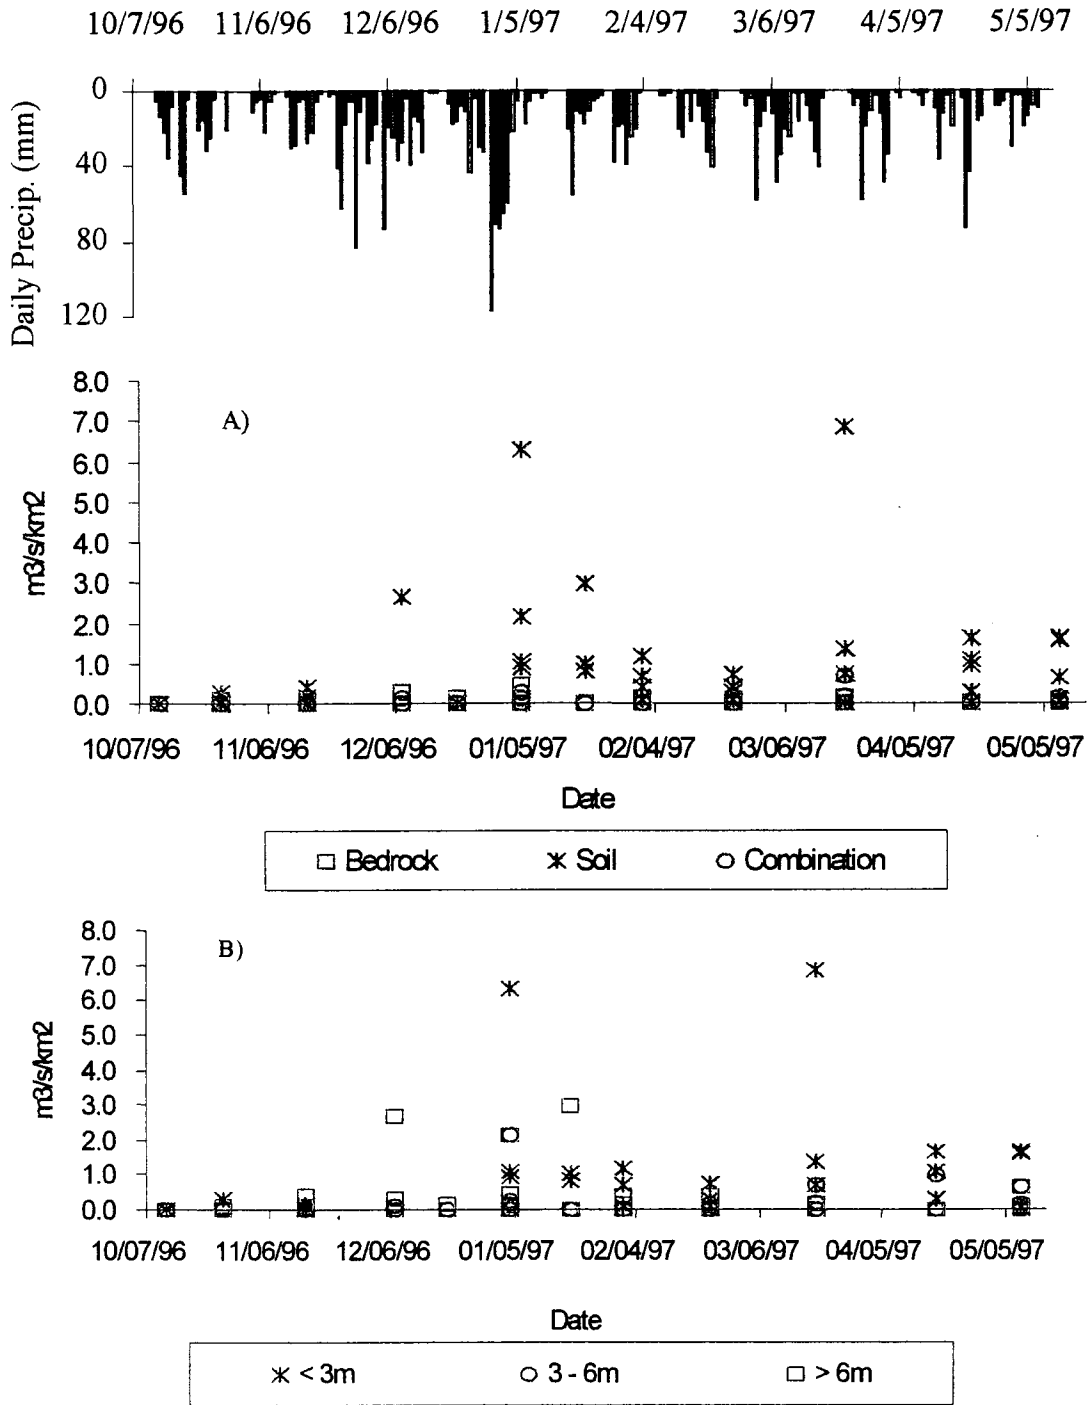 10/7/96 11/6/96 12/6/96 1/5/97 2/4/97 3/6/97 4/5/97 5/5/97
Daily Precip. (mm)
0
40
80
120
A)
m3/s/km2
8.0
7.0
6.0
5.0
4.0
3.0
2.0
1.0
0.0
10/07/96 11/06/96 12/06/96 01/05/97 02/04/97 03/06/97 04/05/97 05/05/97
Date
Bedrock Soil Combination
B)
m3/s/km2
8.0
7.0
6.0
5.0
4.0
3.0
2.0
1.0
0.0
10/07/96 11/06/96 12/06/96 01/05/97 02/04/97 03/06/97 04/05/97 05/05/97
Date
< 3m 3 - 6m > 6m